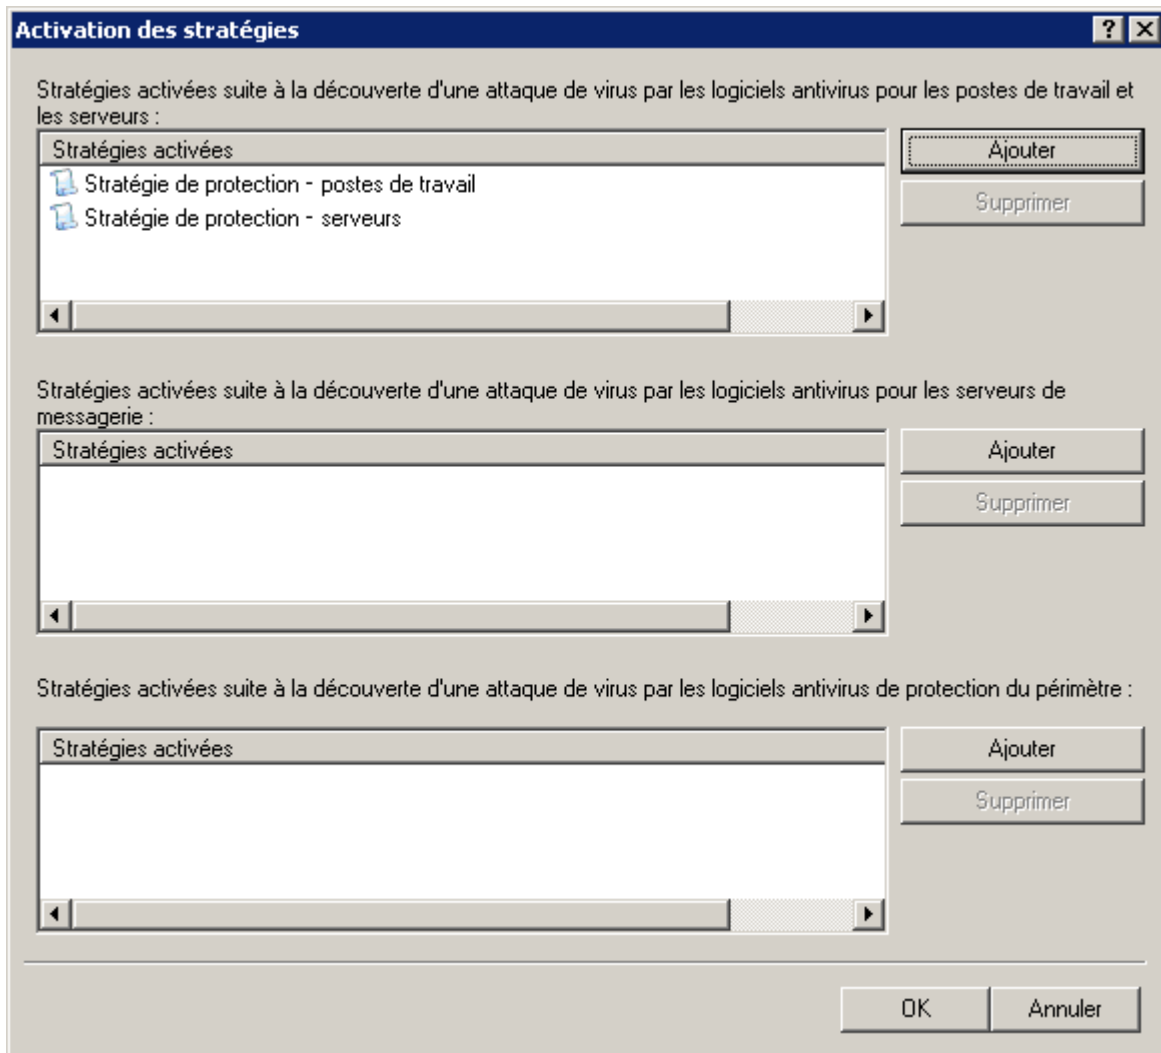 Activation des stratégies
Stratégies activées suite à la découverte d'une attaque de virus par les logiciels antivirus pour les postes de travail et
les serveurs :
Stratégies activées
Ajouter
Stratégie de protection - postes de travail
Supprimer
Stratégie de protection - serveurs
Stratégies activées suite à la découverte d'une attaque de virus par les logiciels antivirus pour les serveurs de
messagerie :
Stratégies activées
Ajouter
Supprimer
Stratégies activées suite à la découverte d'une attaque de virus par les logiciels antivirus de protection du périmètre :
Stratégies activées
Ajouter
Supprimer
OK
Annuler